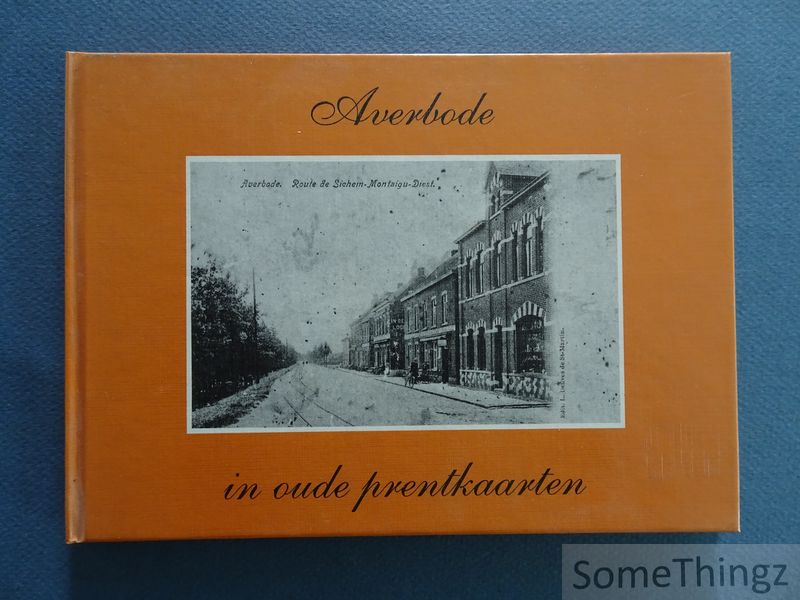 Averbode
Averbode. Route de Sichem-Montaigu-Diest.
in oude prentkaarten
SomeThingz